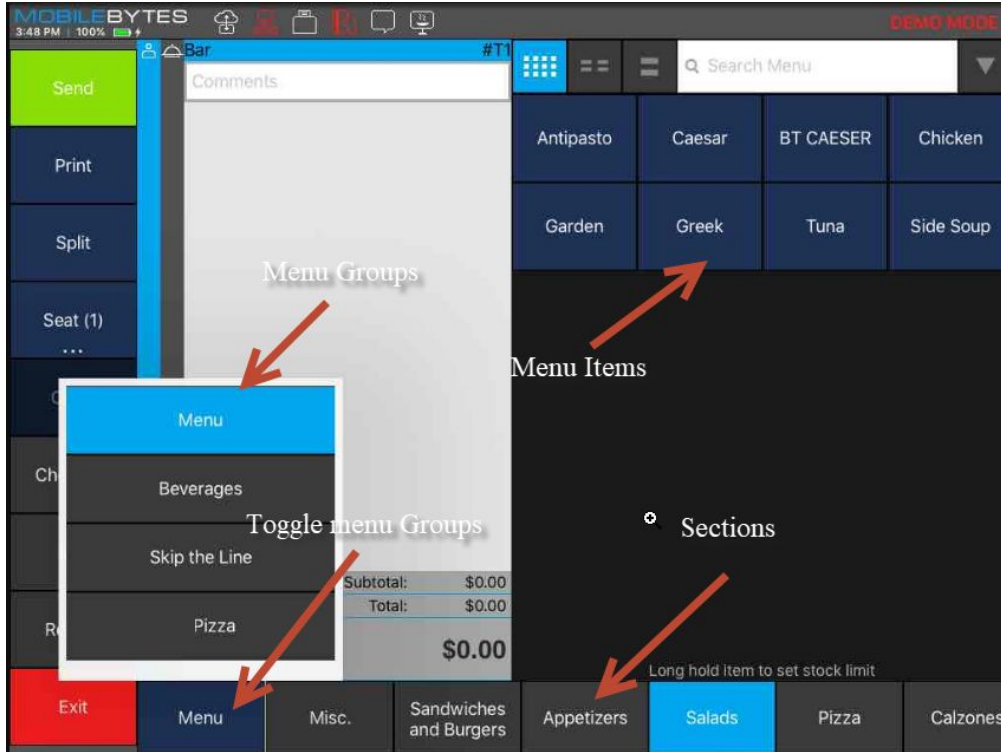 MOBILEBYTES
3:48 PM 100%
DEMO MODE
Send
Print
Split
Seat (1)
...
Ch
R
Exit
Bar #T1
Comments
Search Menu
Antipasto Caesar BT CAESER Chicken
Garden Greek Tuna Side Soup
Menu Groups
Menu Items
Menu
Beverages
Toggle menu Groups
Sections
Skip the Line
Pizza
Subtotal: $0.00
Total: $0.00
$0.00
Long hold item to set stock limit
Menu Misc. Sandwiches and Burgers Appetizers Salads Pizza Calzones